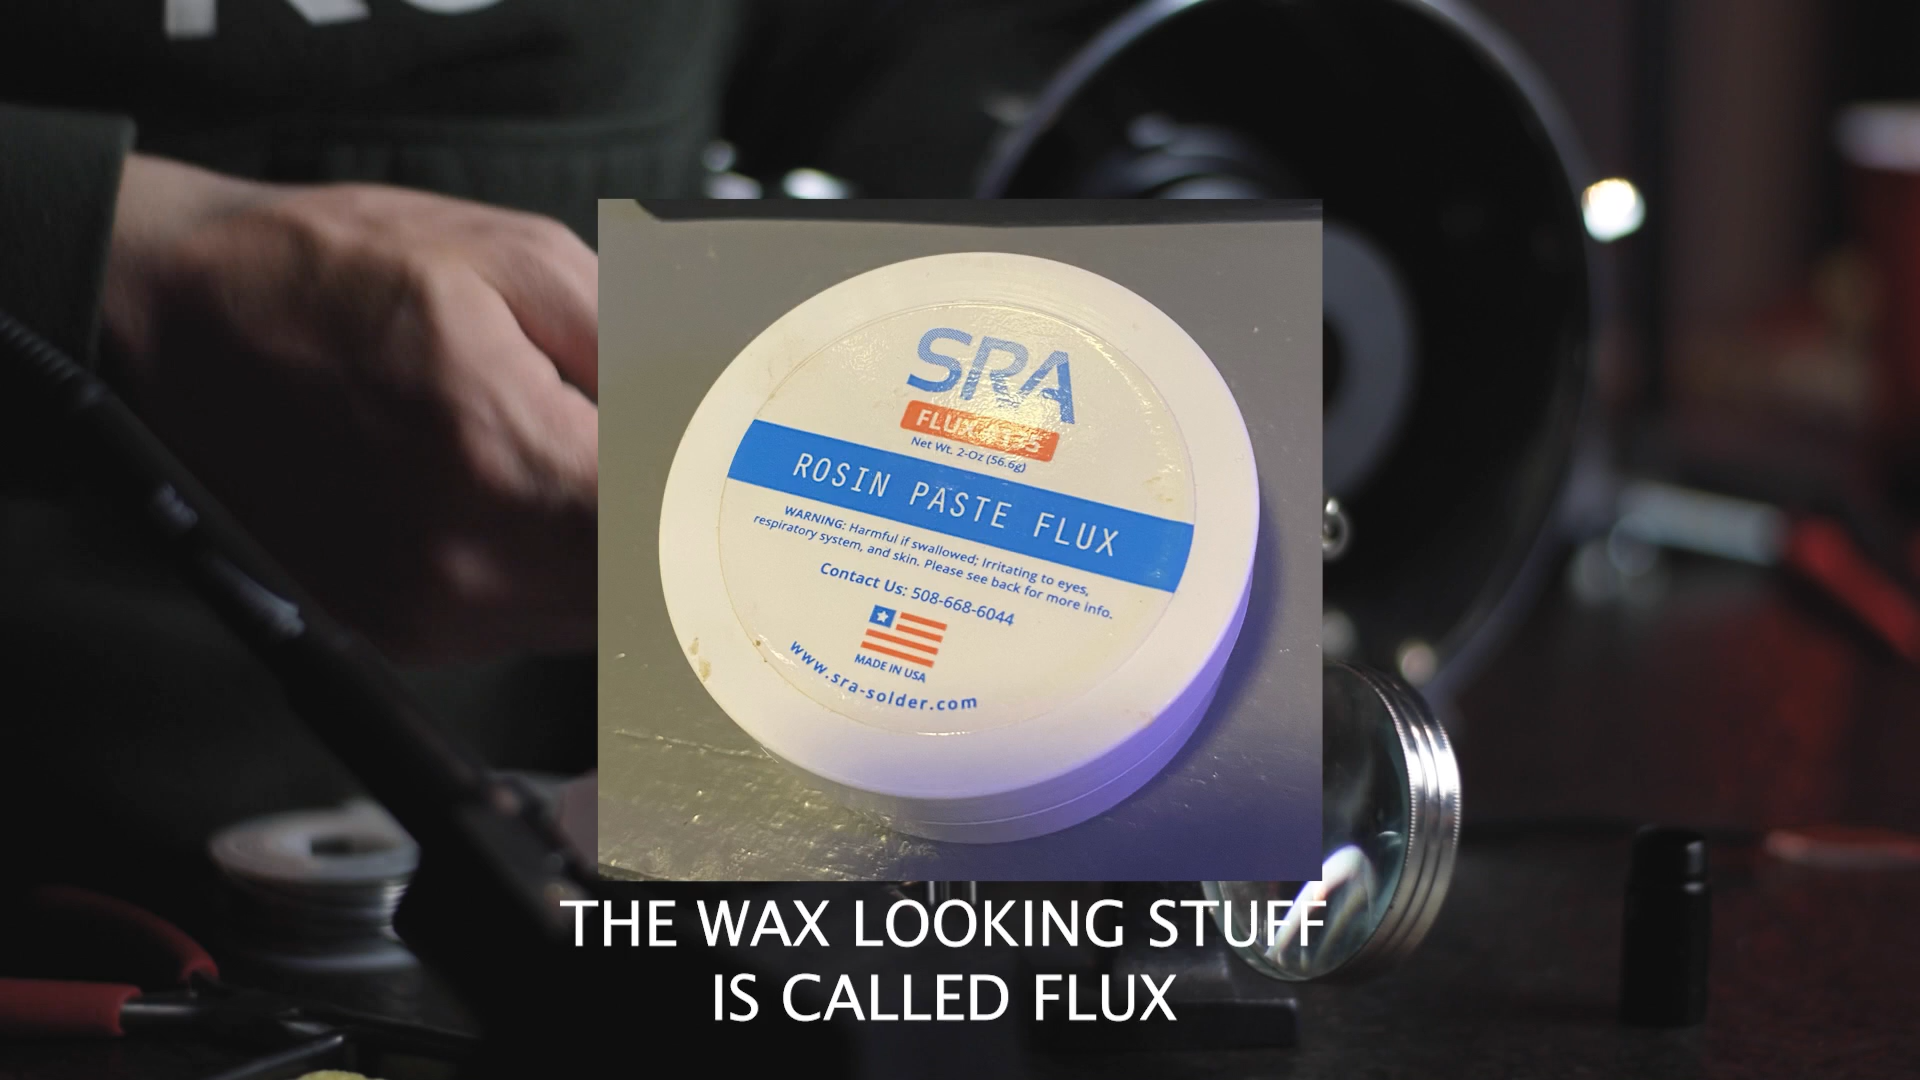 SRA
Net Wt. 2-Oz (56.6g)
ROSIN PASTE FLUX
WARNING: Harmful if swallowed; Irritating to eyes,
respiratory system, and skin. Please see back for more info.
Contact Us: 508-668-6044
MADE IN USA
www.sra-solder.com
THE WAX LOOKING STUFF
IS CALLED FLUX